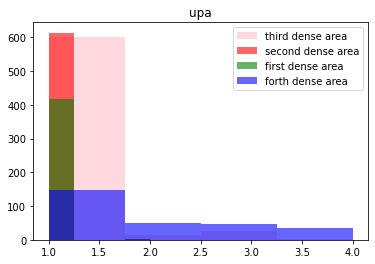 upa
third dense area
second dense area
first dense area
forth dense area
600
500
400
300
200
100
0
1.0
1.5
2.0
2.5
3.0
3.5
4.0